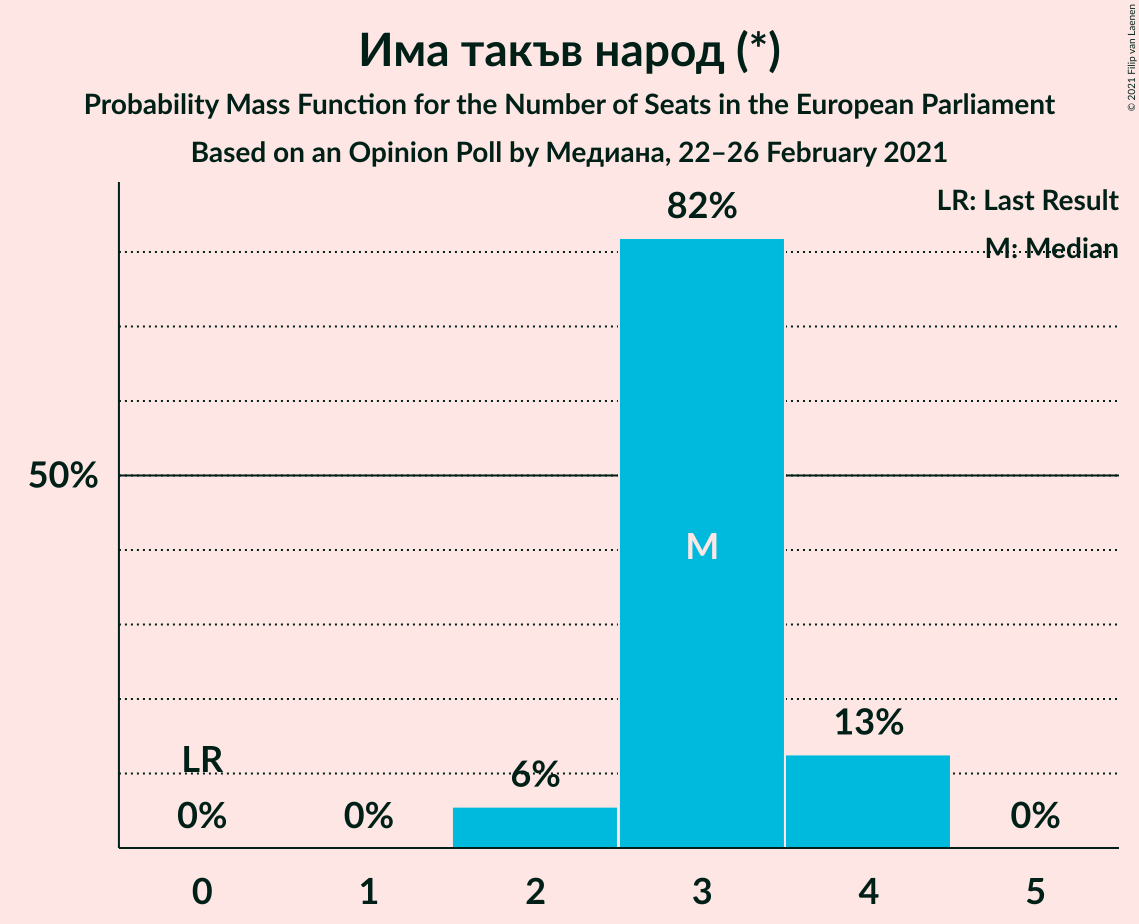 Има такъв народ (*)
Probability Mass Function for the Number of Seats in the European Parliament
Based on an Opinion Poll by Медиана, 22–26 February 2021
© 2021 Filip van Laenen
LR: Last Result
M: Median
82%
50%
M
13%
LR
6%
0%
0%
0%
0
1
2
3
4
5